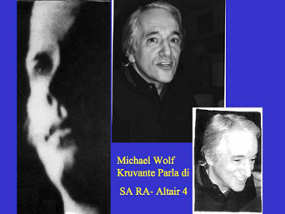 Michael Wolf
Kruvante Parla di
SA RA- Altair 4